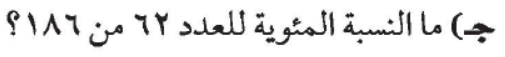 جـ) ما النسبة المئوية للعدد ٦٢ من ١٨٦؟